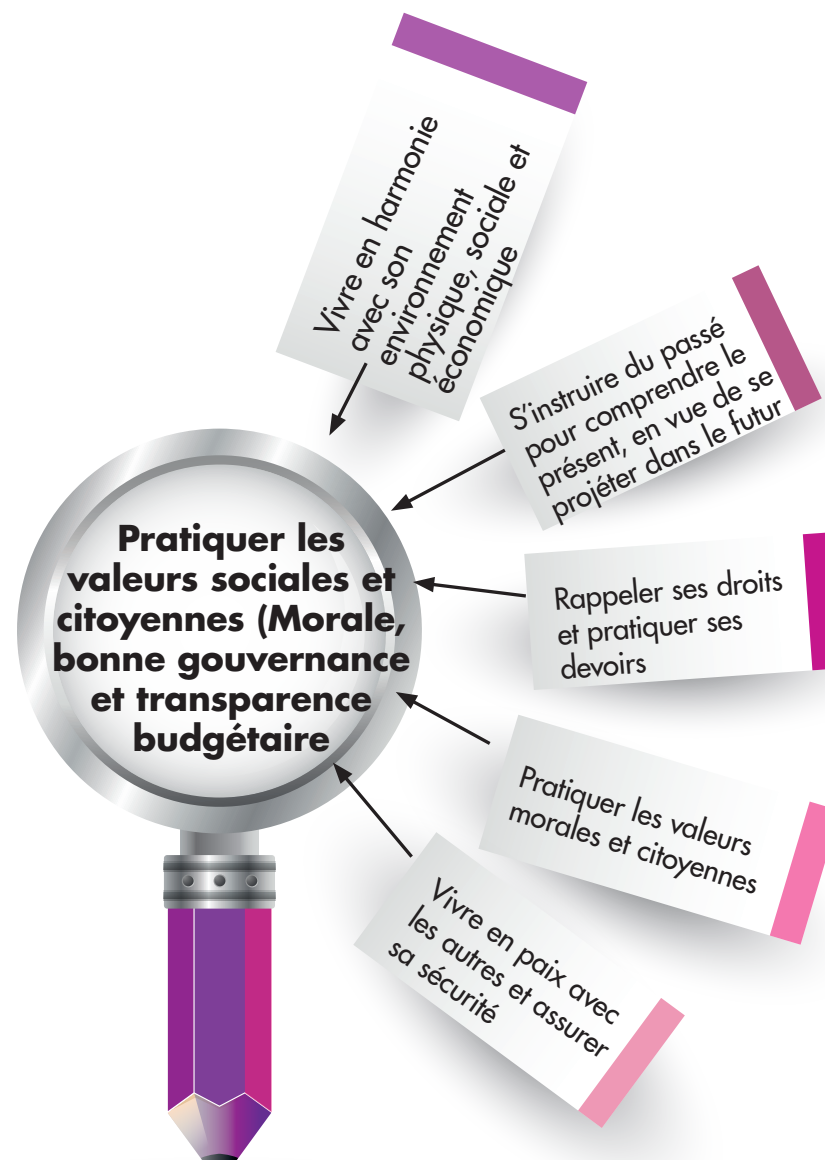 Vivre en harmonie
avec son
environnement
physique, sociale et
économique
S'instruire du passé
pour comprendre le
présent, en vue de se
projéter dans le futur
Pratiquer les
valeurs sociales et
citoyennes (Morale,
bonne gouvernance
et transparence
budgétaire
Rappeler ses droits
et pratiquer ses
devoirs
Pratiquer les valeurs
morales et citoyennes
Vivre en paix avec
les autres et assurer
sa sécurité